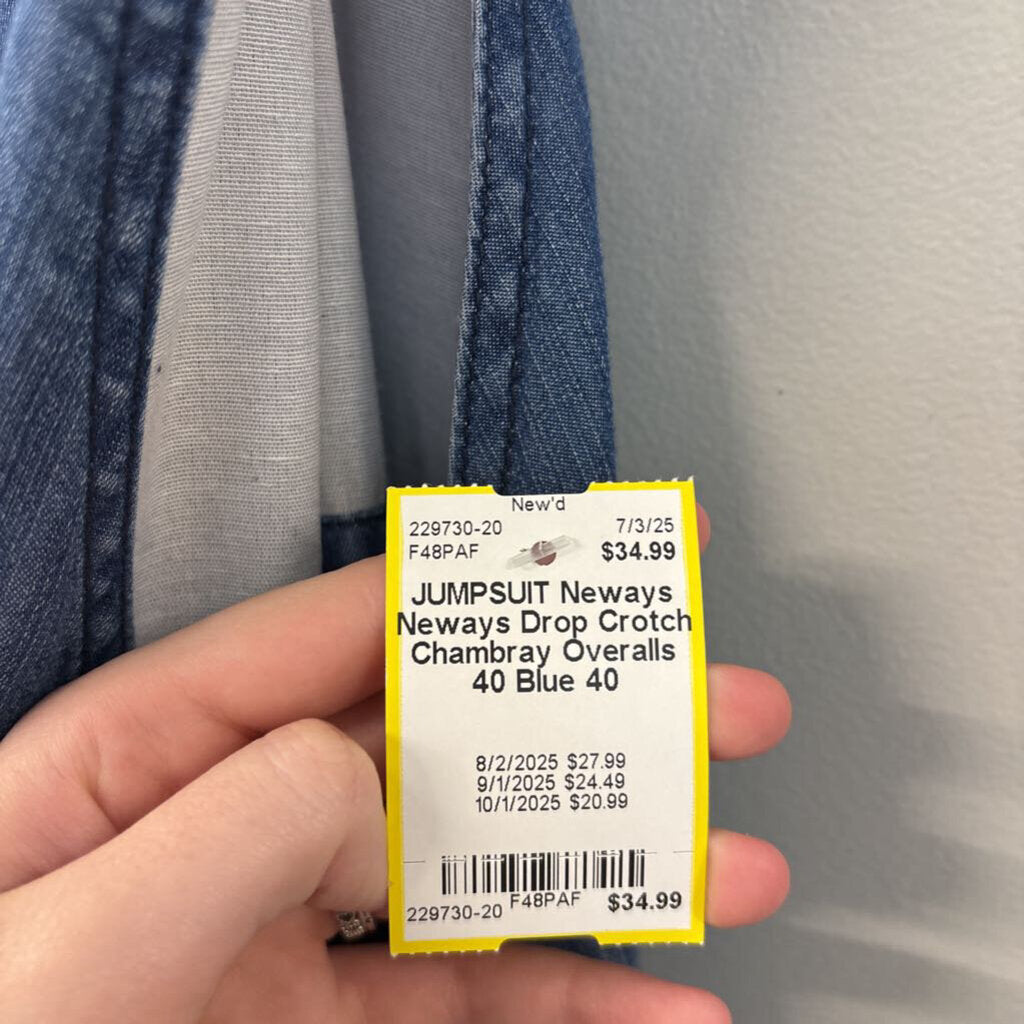 New'd
229730-20 7/3/25
F48PAF $34.99
JUMPSUIT Neways
Neways Drop Crotch
Chambray Overalls
40 Blue 40
8/2/2025 $27.99
9/1/2025 $24.49
10/1/2025 $20.99
229730-20 F48PAF $34.99